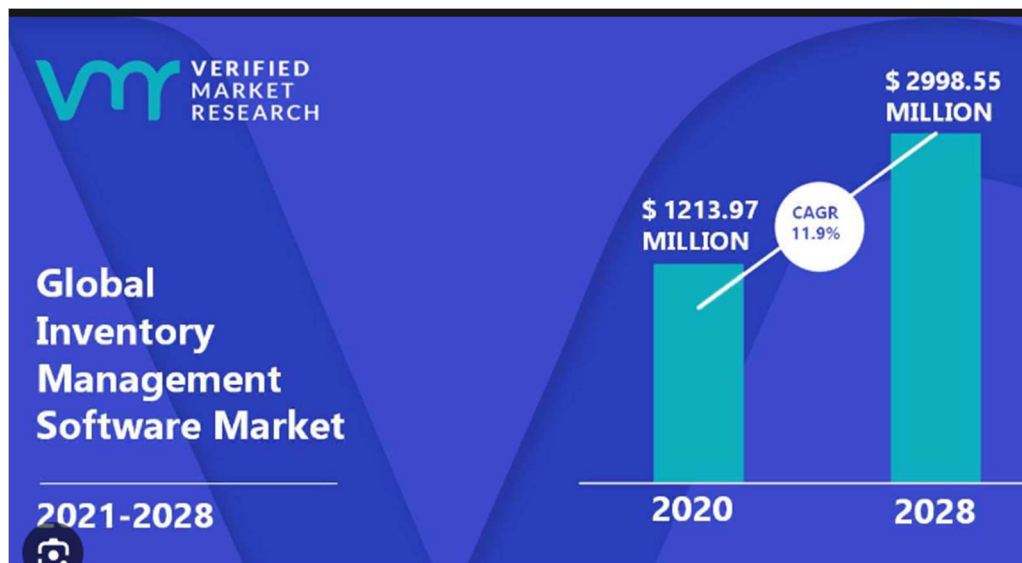 vmr
VERIFIED
MARKET
RESEARCH
Global
Inventory
Management
Software Market
2021-2028
$ 1213.97
MILLION
CAGR
11.9%
$ 2998.55
MILLION
2020
2028